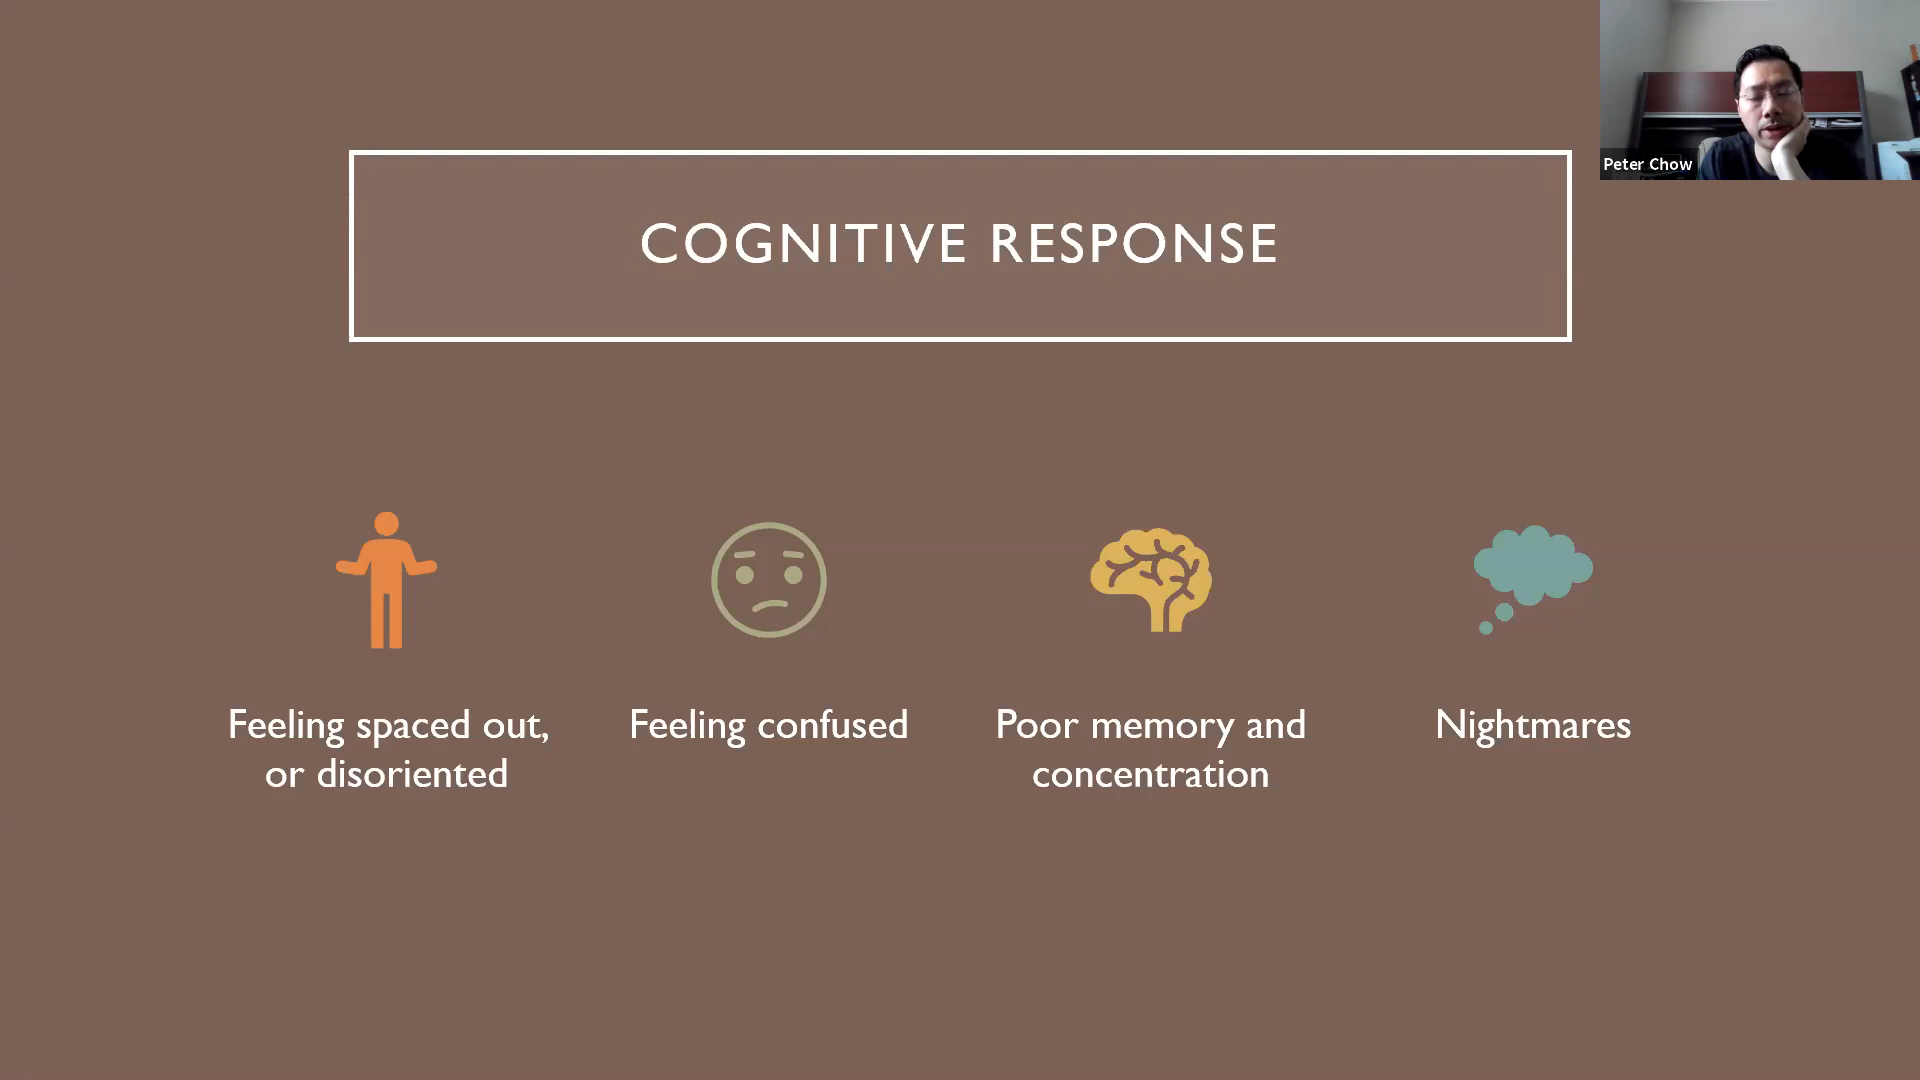 Peter Chow
COGNITIVE RESPONSE
Feeling spaced out,
or disoriented
Feeling confused
Poor memory and
concentration
Nightmares